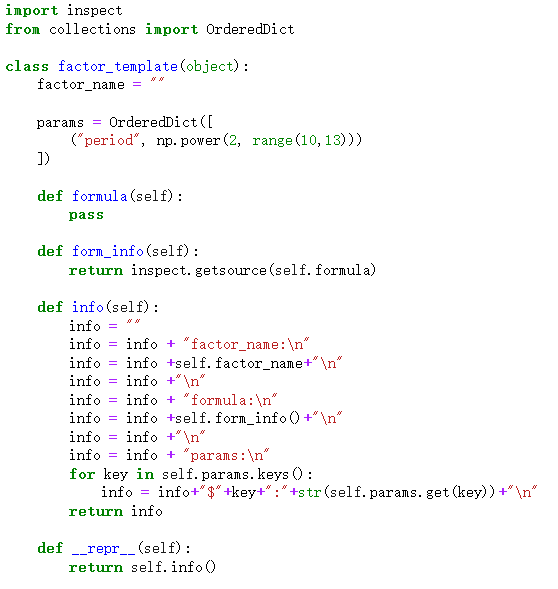 import inspect
from collections import OrderedDict

class factor_template(object):
    factor_name = ""

    params = OrderedDict([
        ("period", np.power(2, range(10,13)))
    ])

    def formula(self):
        pass

    def form_info(self):
        return inspect.getsource(self.formula)

    def info(self):
        info = ""
        info = info + "factor_name:\n"
        info = info +self.factor_name+"\n"
        info = info +"\n"
        info = info + "formula:\n"
        info = info +self.form_info()+"\n"
        info = info +"\n"
        info = info + "params:\n"
        for key in self.params.keys():
            info = info+"$"+key+":"+str(self.params.get(key))+"\n"
        return info

    def __repr__(self):
        return self.info()